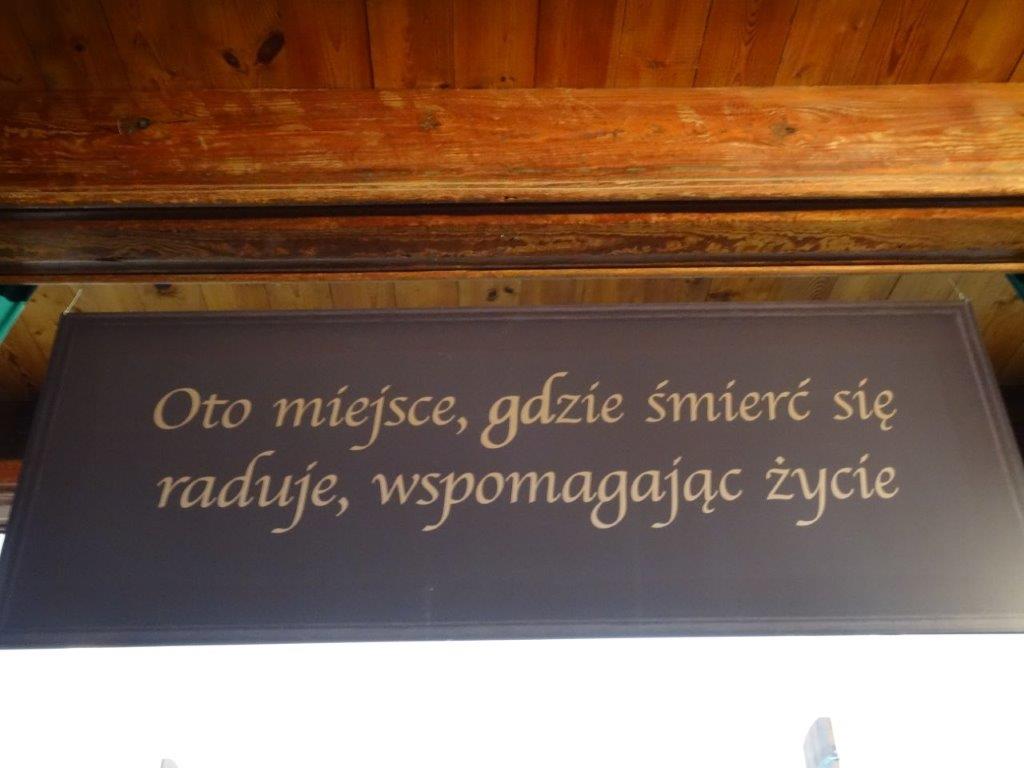 Oto miejsce, gdzie śmierć się
raduje, wspomagając życie